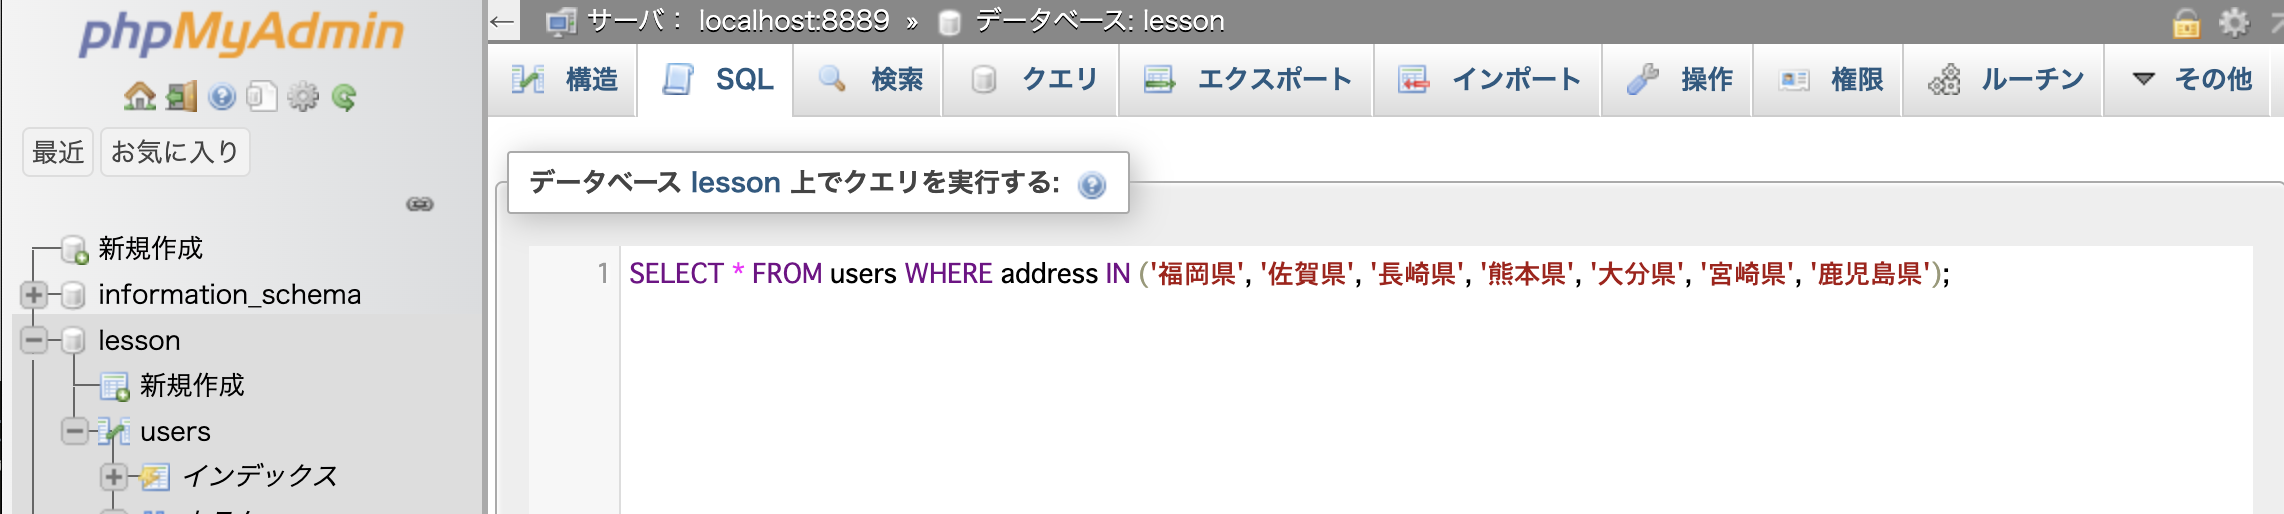 phpMyAdmin
最近 お気に入り
新規作成
information_schema
lesson
新規作成
users
インデックス
サーバ： localhost:8889 » データベース: lesson
構造 SQL 検索 クエリ エクスポート インポート 操作 権限 ルーチン その他
データベース lesson 上でクエリを実行する:
1 SELECT * FROM users WHERE address IN ('福岡県', '佐賀県', '長崎県', '熊本県', '大分県', '宮崎県', '鹿児島県');